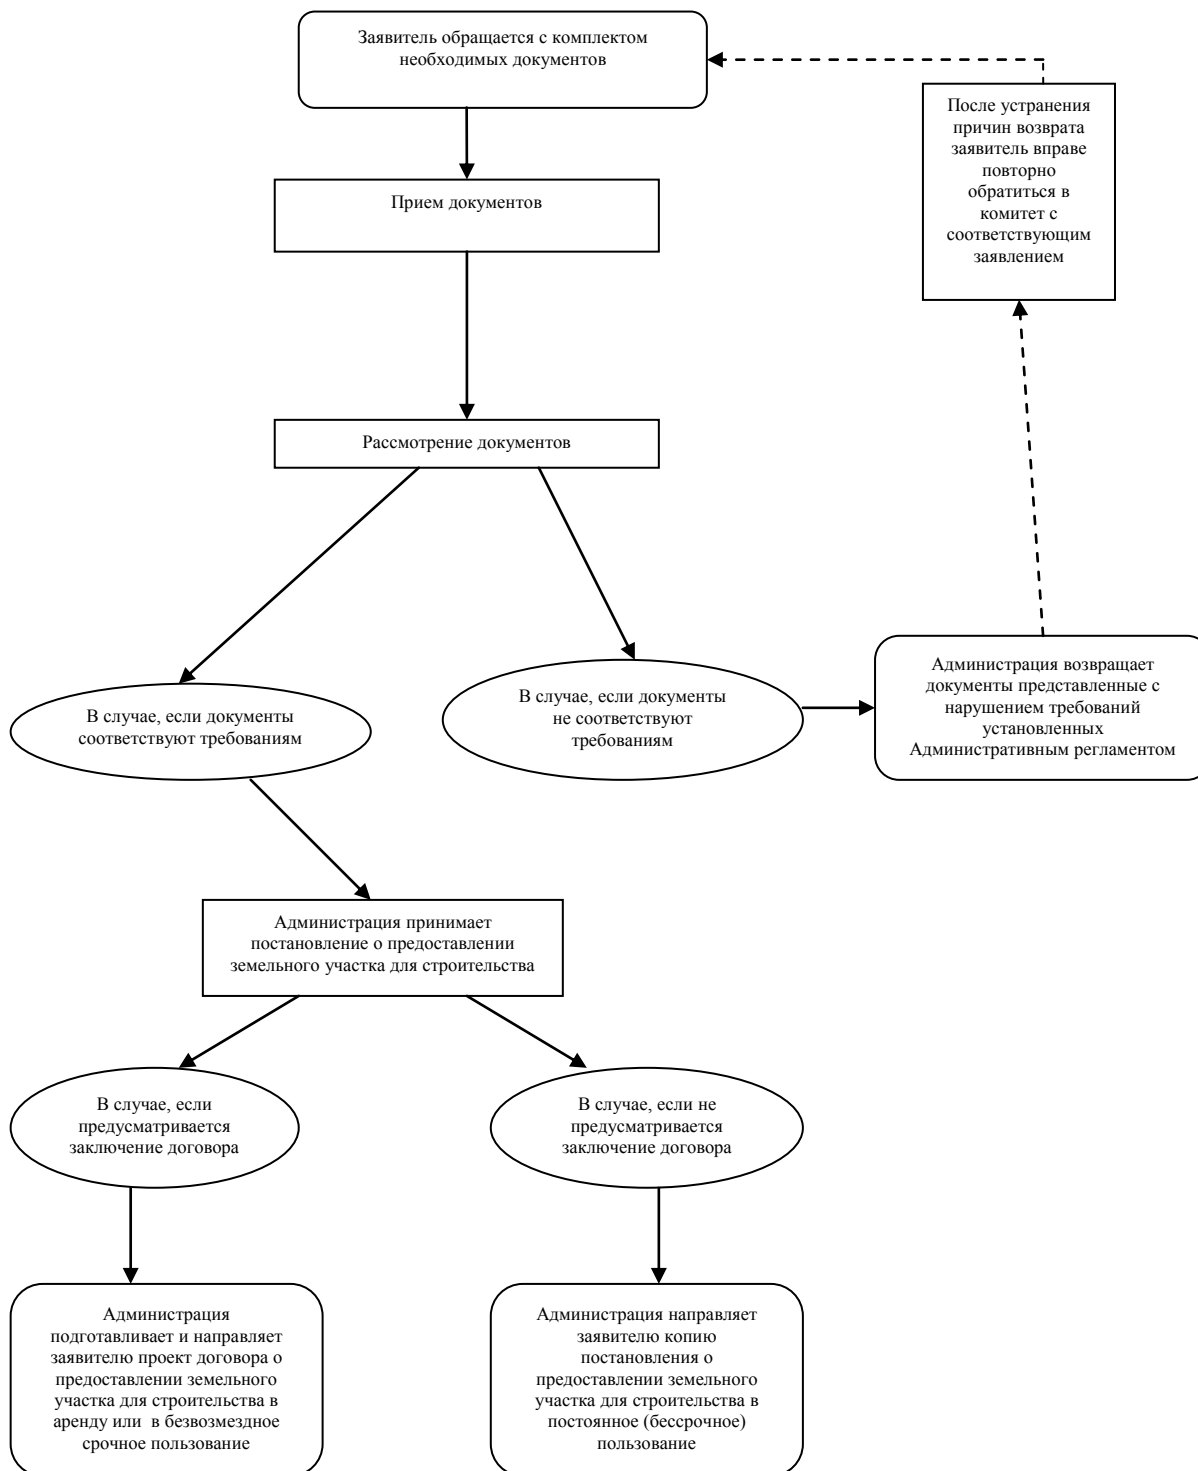 Заявитель обращается с комплектом
необходимых документов
После устранения
причин возврата
заявитель вправе
повторно
обратиться в
комитет с
соответствующим
заявлением
Прием документов
Рассмотрение документов
В случае, если документы
соответствуют требованиям
В случае, если документы
не соответствуют
требованиям
Администрация возвращает
документы представленные с
нарушением требований
установленных
Административным регламентом
Администрация принимает
постановление о предоставлении
земельного участка для строительства
В случае, если
предусматривается
заключение договора
В случае, если не
предусматривается
заключение договора
Администрация
подготавливает и направляет
заявителю проект договора о
предоставлении земельного
участка для строительства в
аренду или в безвозмездное
срочное пользование
Администрация направляет
заявителю копию
постановления о
предоставлении земельного
участка для строительства в
постоянное (бессрочное)
пользование